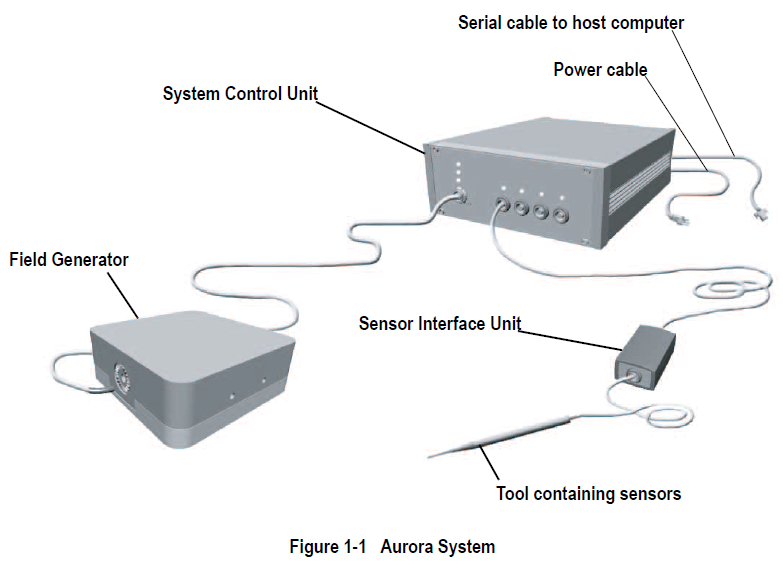 Serial cable to host computer
Power cable
System Control Unit
Field Generator
Sensor Interface Unit
Tool containing sensors
Figure 1-1 Aurora System